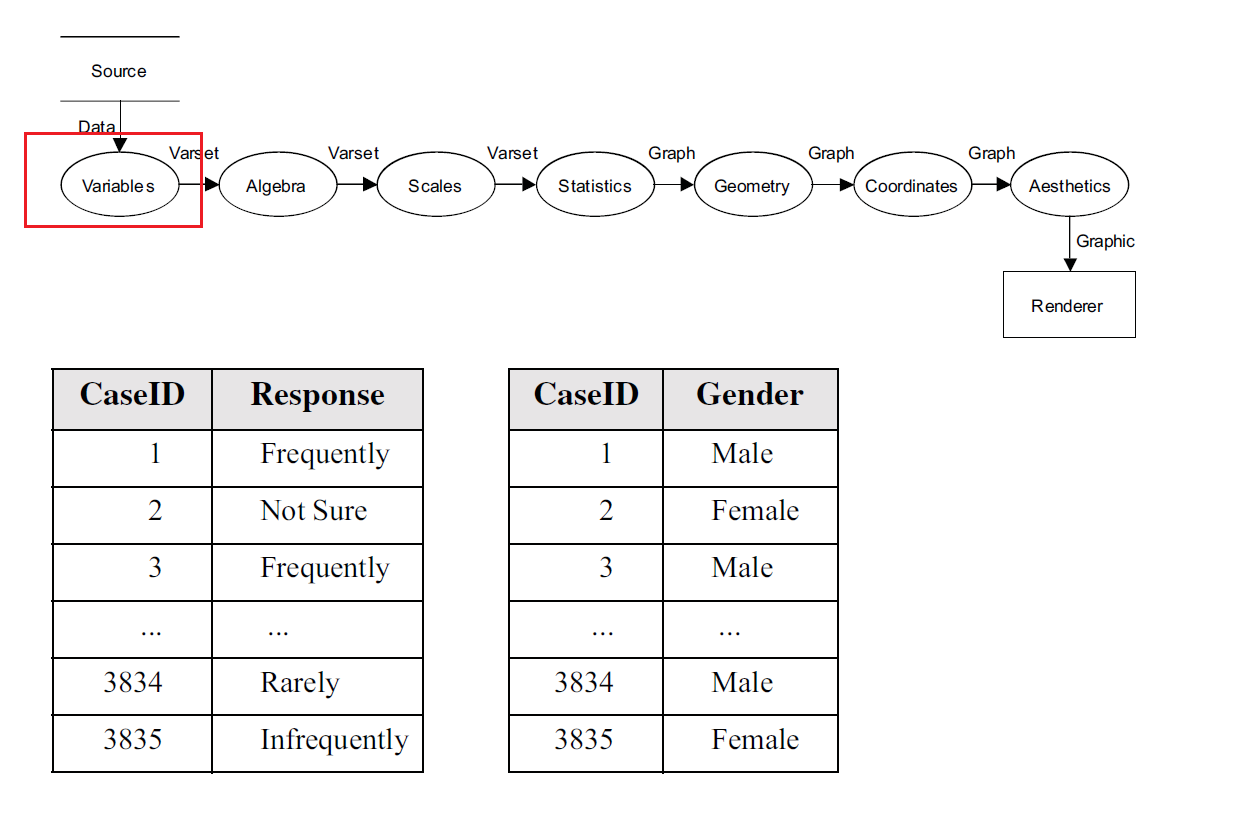 Source
Data
Varset Varset Varset Graph Graph Graph
Variables Algebra Scales Statistics Geometry Coordinates Aesthetics
Graphic
Renderer
CaseID Response
1 Frequently
2 Not Sure
3 Frequently
... ...
3834 Rarely
3835 Infrequently
CaseID Gender
1 Male
2 Female
3 Male
... ...
3834 Male
3835 Female